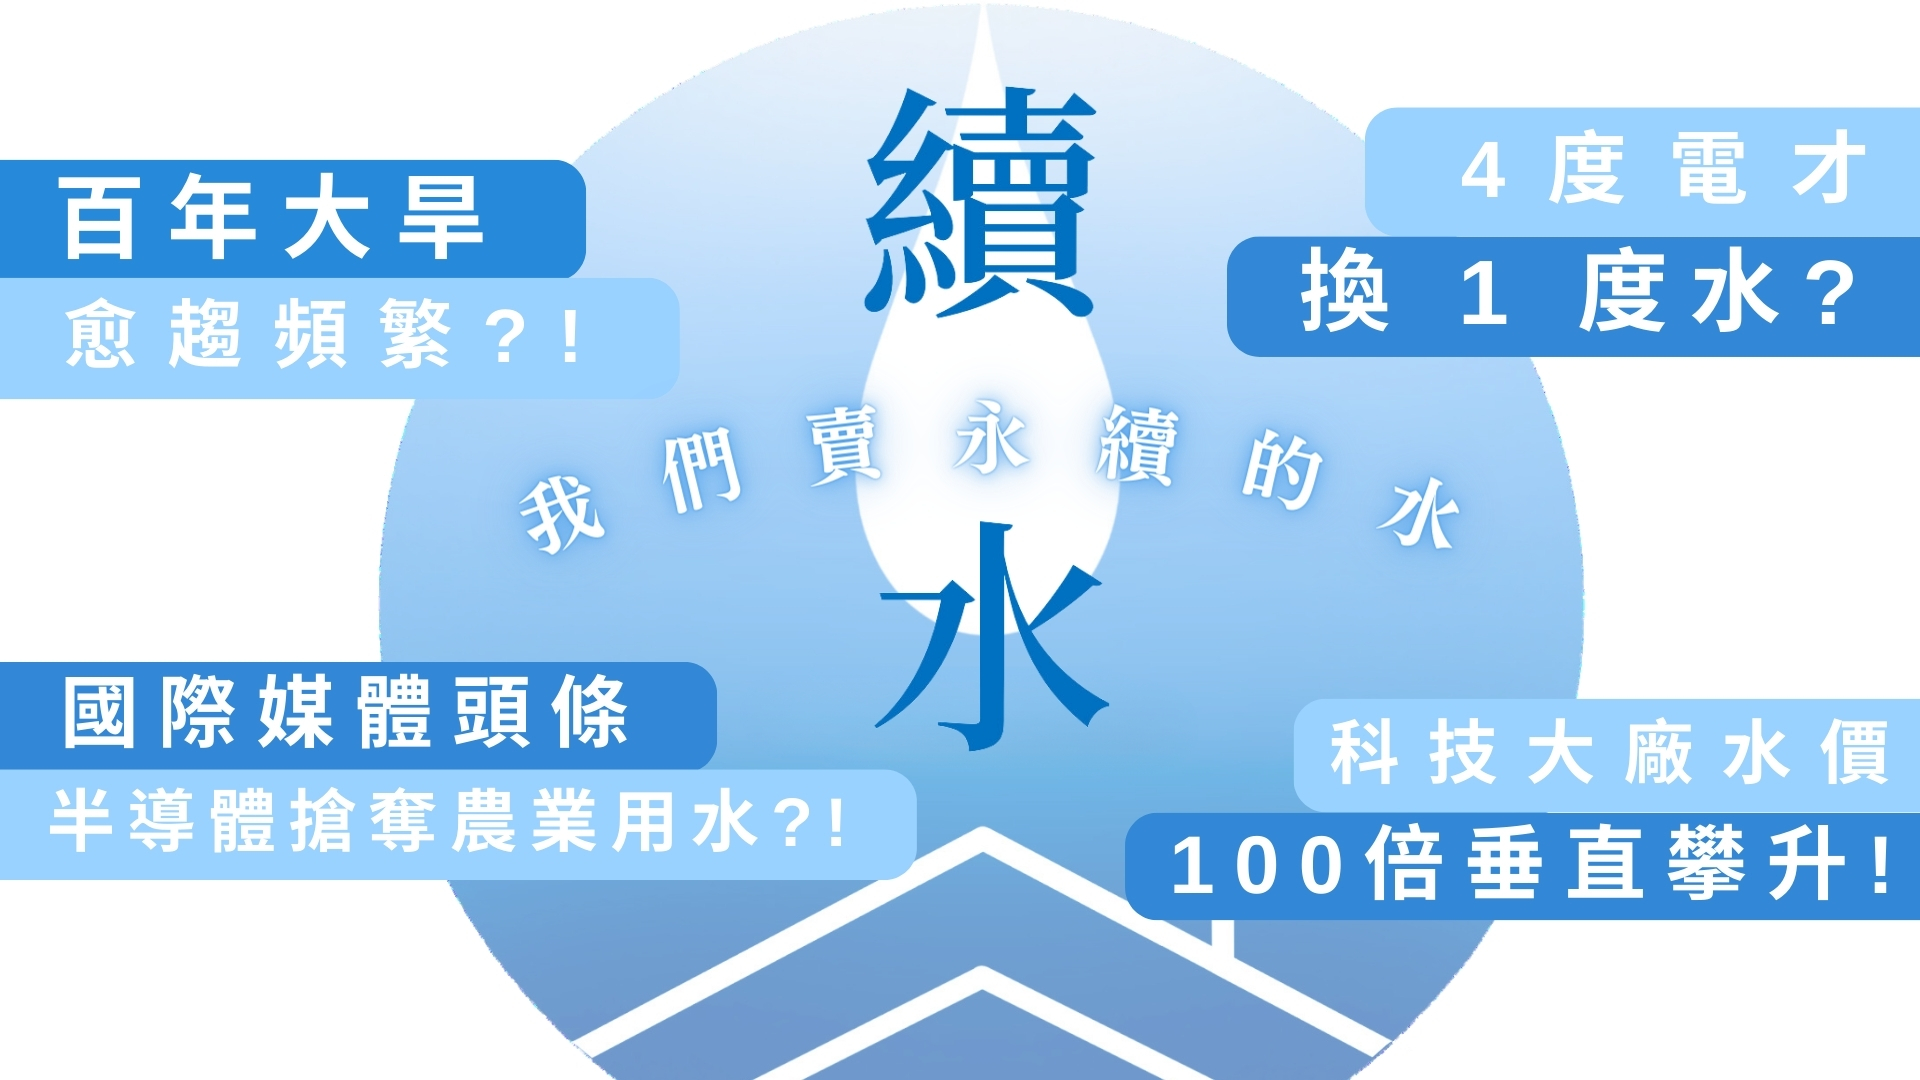 百年大旱
愈趨頻繁?!
續水
我們賣永續的水
4度電才
換1度水?
國際媒體頭條
半導體搶奪農業用水?!
科技大廠水價
100倍垂直攀升!